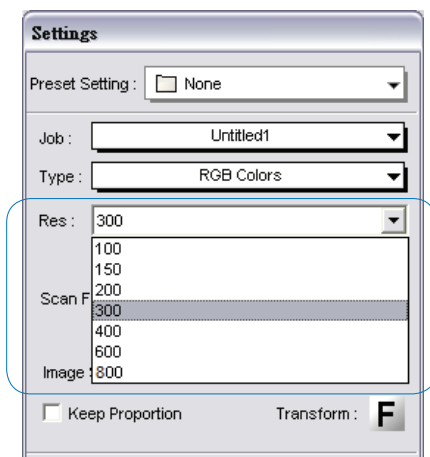 Settings
Preset Setting : None
Job : Untitled1
Type : RGB Colors
Res : 300
100
150
200
Scan F
300
400
600
Image
800
Keep Proportion Transform : F